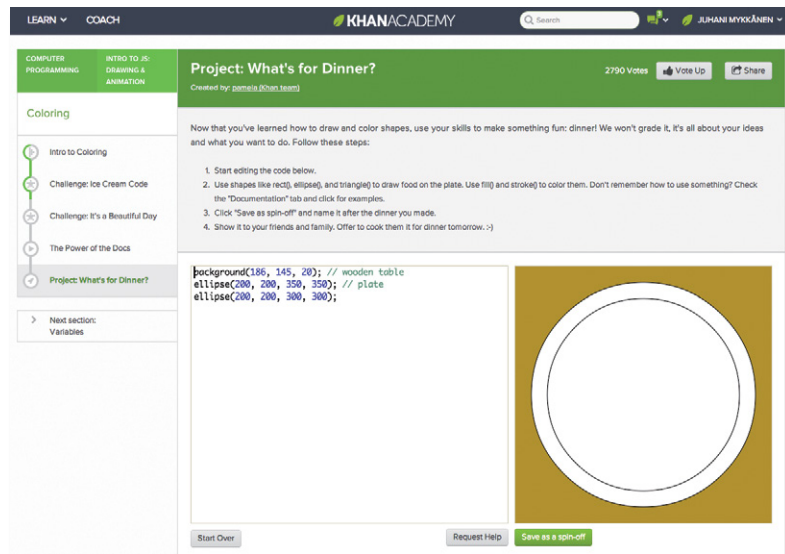 LEARN COACH KHANACADEMY Search JUHANI MYKKÄNEN
COMPUTER PROGRAMMING
INTRO TO JS: DRAWING & ANIMATION
Coloring
Intro to Coloring
Challenge: Ice Cream Code
Challenge: It's a Beautiful Day
The Power of the Docs
Project: What's for Dinner?
Next section:
Variables
Project: What's for Dinner?
Created by: pamela (Khan team)
2790 Votes Vote Up Share
Now that you've learned how to draw and color shapes, use your skills to make something fun: dinner! We won't grade it, it's all about your ideas
and what you want to do. Follow these steps:
1. Start editing the code below.
2. Use shapes like rect(), ellipse(), and triangle() to draw food on the plate. Use fill() and stroke() to color them. Don't remember how to use something? Check
the "Documentation" tab and click for examples.
3. Click "Save as spin-off" and name it after the dinner you made.
4. Show it to your friends and family. Offer to cook them it for dinner tomorrow. :-)
background(186, 145, 20); // wooden table
ellipse(200, 200, 350, 350); // plate
ellipse(200, 200, 300, 300);
Start Over Request Help Save as a spin-off